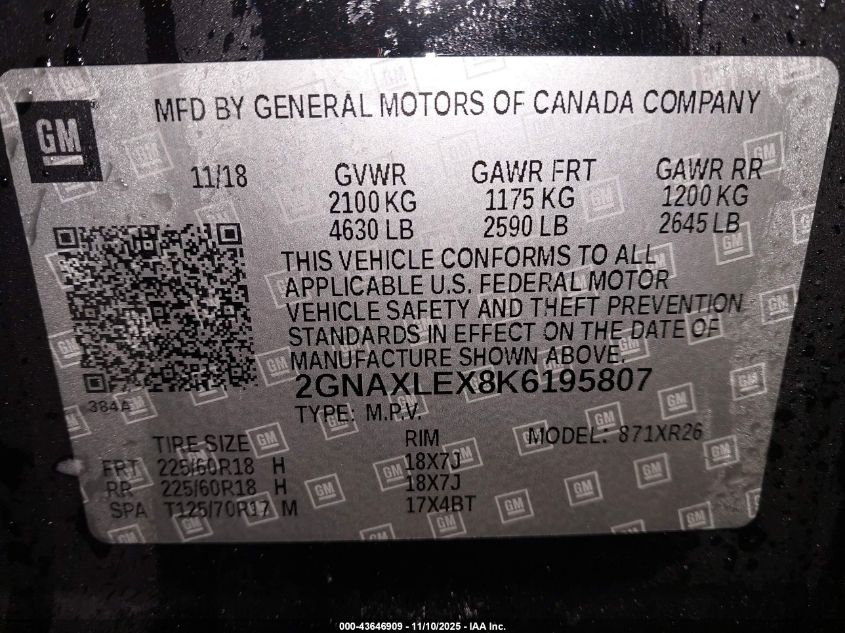 GM
MFD BY GENERAL MOTORS OF CANADA COMPANY
11/18 GVWR GAWR FRT GAWR RR
2100 KG 1175 KG 1200 KG
4630 LB 2590 LB 2645 LB
THIS VEHICLE CONFORMS TO ALL
APPLICABLE U.S. FEDERAL MOTOR
VEHICLE SAFETY AND THEFT PREVENTION
STANDARDS IN EFFECT ON THE DATE OF
MANUFACTURE SHOWN ABOVE.
2GNAXLEX8K6195807
384A
TYPE: M.P.V.
TIRE SIZE RIM MODEL: 871XR26
FRT 225/60R18 H 18X7J
RR 225/60R18 H 18X7J
SPA T125/70R17 M 17X4BT
000-43646909 - 11/10/2025 - IAA Inc.